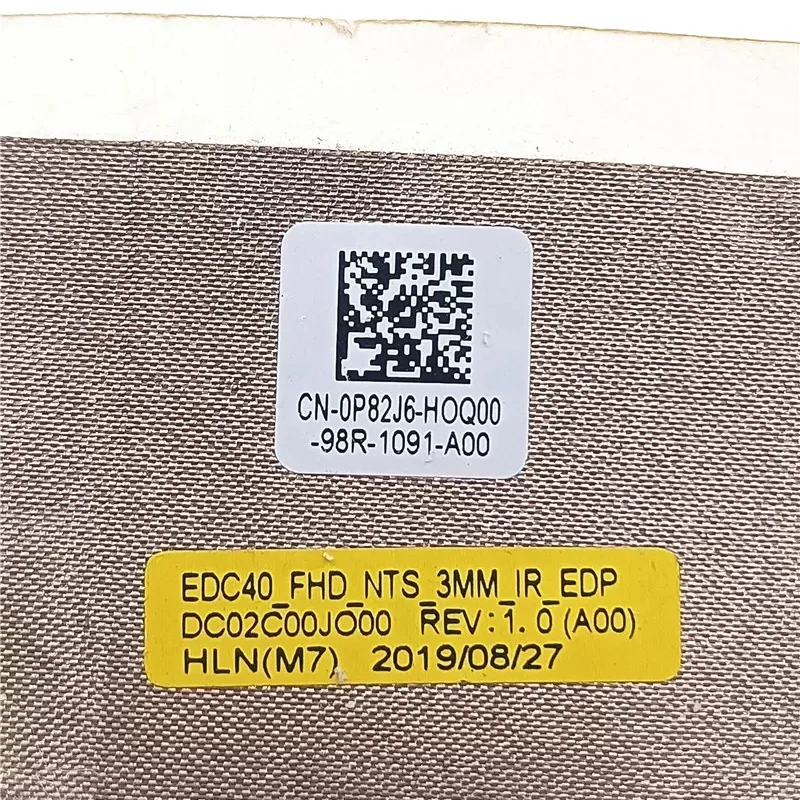 CN-0P82J6-HOQ00
-98R-1091-A00
EDC40_FHD_NTS_3MM_IR_EDP
DC02C00JO00 REV:1.0 (A00)
HLN(M7) 2019/08/27